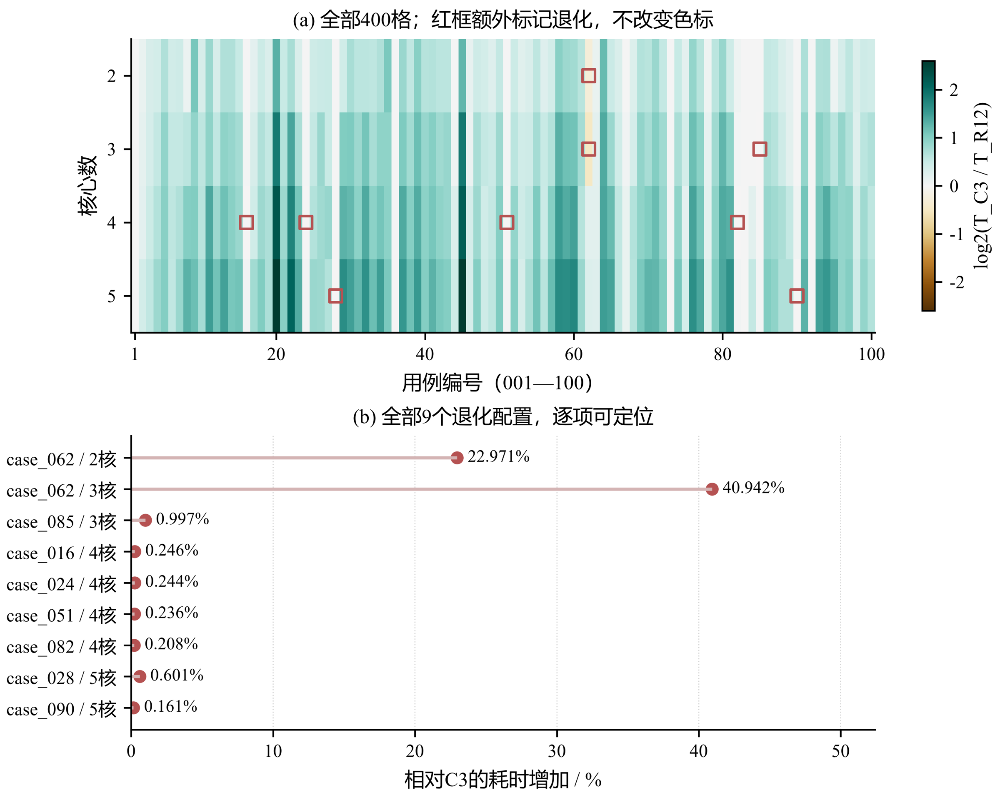 (a) 全部400格；红框额外标记退化，不改变色标
核心数
2
3
4
5
1 20 40 60 80 100
用例编号（001—100）
2
1
0
-1
-2
log2(T_C3 / T_R12)
(b) 全部9个退化配置，逐项可定位
case_062 / 2核 22.971%
case_062 / 3核 40.942%
case_085 / 3核 0.997%
case_016 / 4核 0.246%
case_024 / 4核 0.244%
case_051 / 4核 0.236%
case_082 / 4核 0.208%
case_028 / 5核 0.601%
case_090 / 5核 0.161%
0 10 20 30 40 50
相对C3的耗时增加 / %